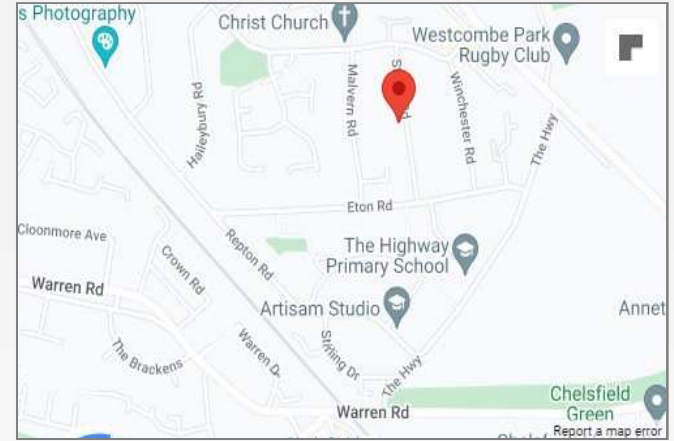 s Photography
Christ Church
Westcombe Park
Rugby Club
Haileybury Rd
Malvern Rd
Winchester Rd
The Hwy
Eton Rd
Cloonmore Ave
Crown Rd
Repton Rd
The Highway
Primary School
Warren Rd
Artisam Studio
Annet
The Brackens
Warren D
Stirling Dr
The Hwy
Chelsfield
Green
Warren Rd
Report a map error